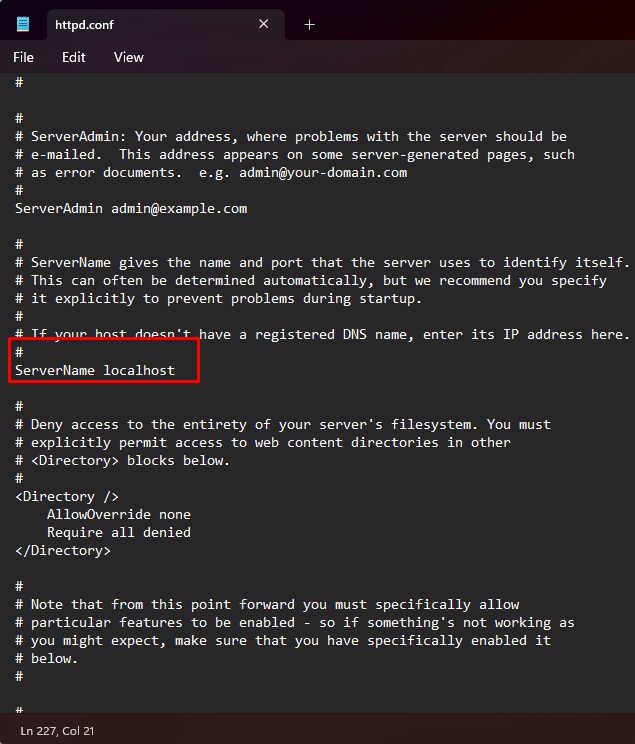 httpd.conf
File Edit View
#
#
# ServerAdmin: Your address, where problems with the server should be
# e-mailed.  This address appears on some server-generated pages, such
# as error documents.  e.g. admin@your-domain.com
#
ServerAdmin admin@example.com
#
# ServerName gives the name and port that the server uses to identify itself.
# This can often be determined automatically, but we recommend you specify
# it explicitly to prevent problems during startup.
#
# If your host doesn't have a registered DNS name, enter its IP address here.
#
ServerName localhost
#
# Deny access to the entirety of your server's filesystem. You must
# explicitly permit access to web content directories in other
# <Directory> blocks below.
#
<Directory />
    AllowOverride none
    Require all denied
</Directory>
#
# Note that from this point forward you must specifically allow
# particular features to be enabled - so if something's not working as
# you might expect, make sure that you have specifically enabled it
# below.
#
#
Ln 227, Col 21